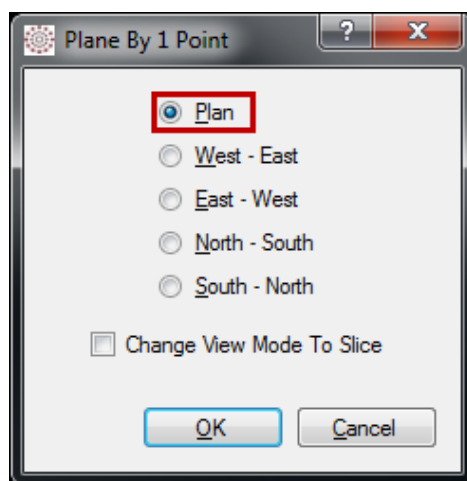 Plane By 1 Point
?
X
Plan
West - East
East - West
North - South
South - North
Change View Mode To Slice
OK Cancel